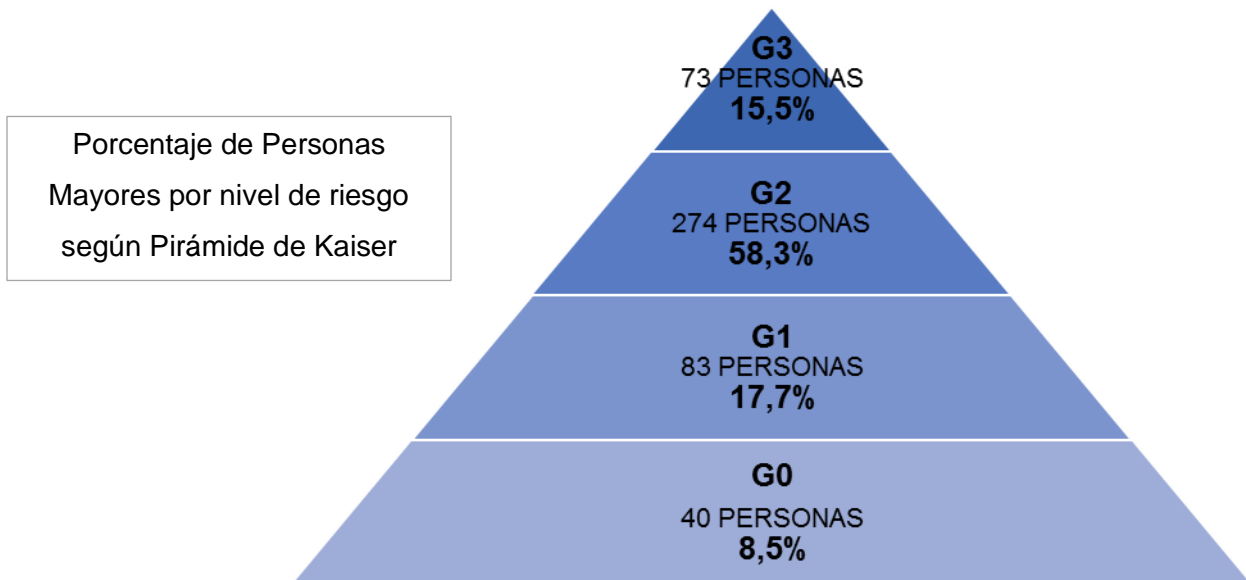 Porcentaje de Personas
Mayores por nivel de riesgo
según Pirámide de Kaiser
G3
73 PERSONAS
15,5%
G2
274 PERSONAS
58,3%
G1
83 PERSONAS
17,7%
G0
40 PERSONAS
8,5%